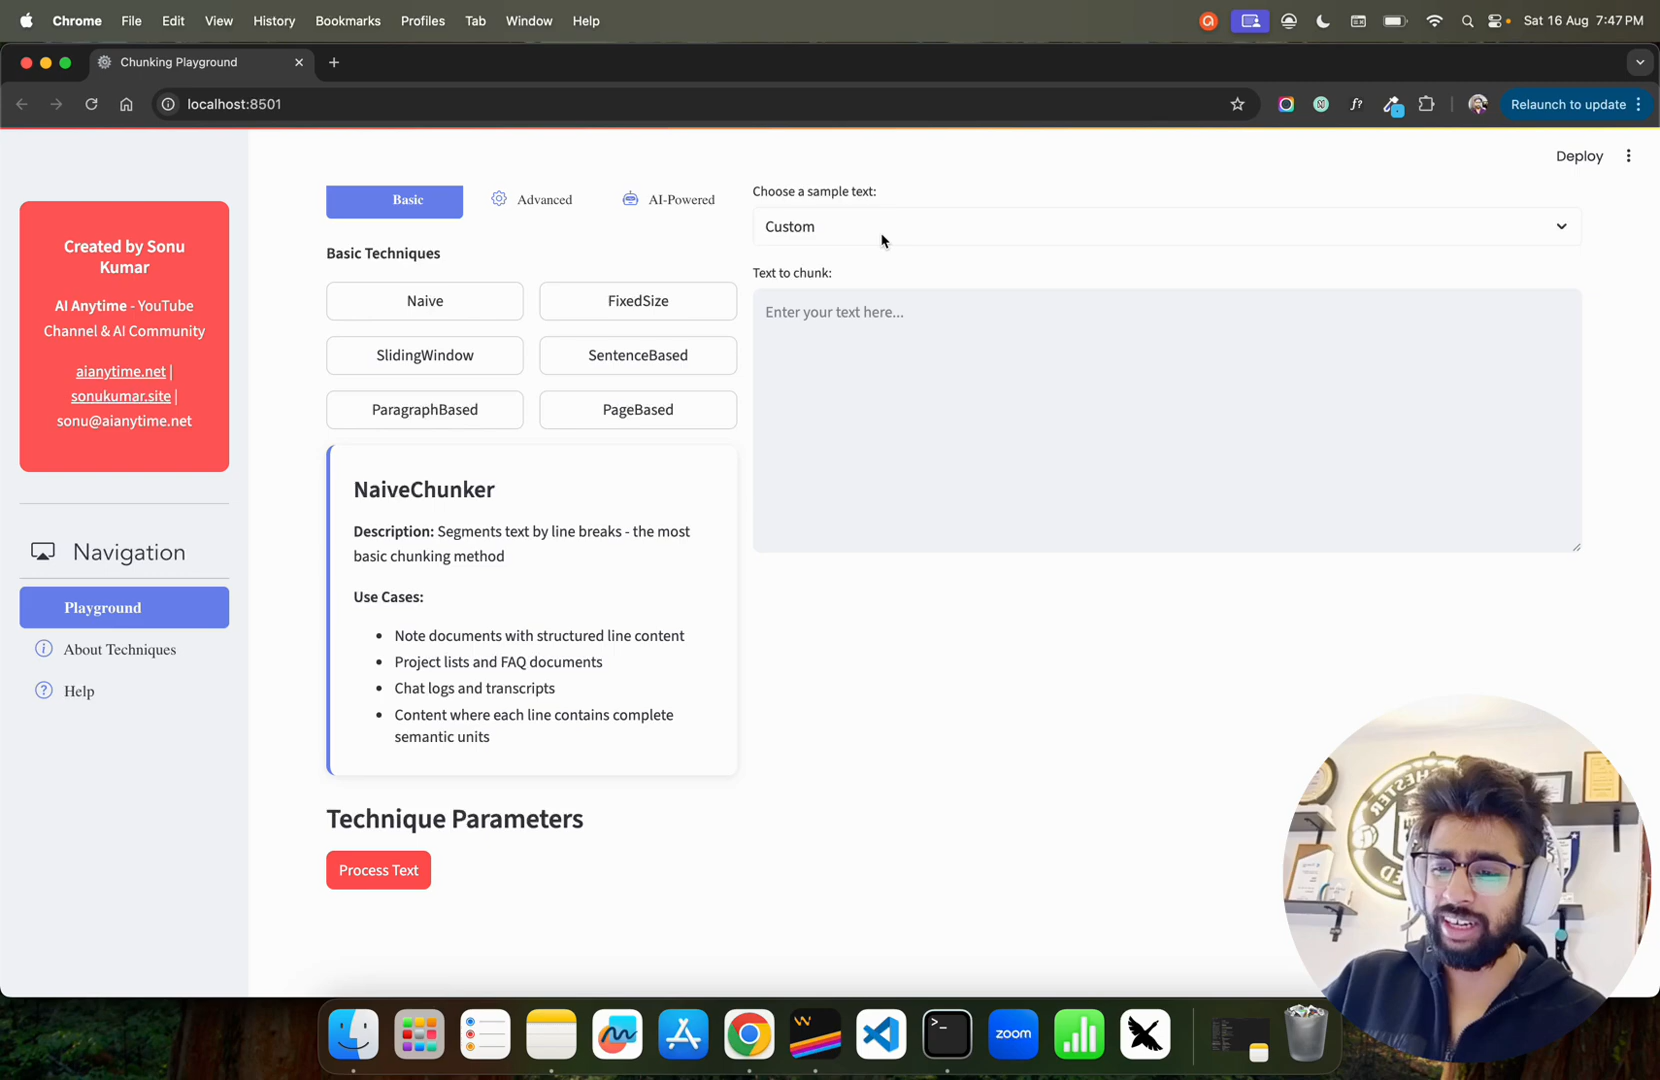 Chrome File Edit View History Bookmarks Profiles Tab Window Help
Sat 16 Aug 7:47 PM
Chunking Playground
localhost:8501
f?
Relaunch to update
Deploy
Created by Sonu
Kumar
AI Anytime - YouTube
Channel & AI Community
aianytime.net |
sonukumar.site |
sonu@aianytime.net
Navigation
Playground
About Techniques
Help
Basic Advanced AI-Powered
Basic Techniques
Naive FixedSize
SlidingWindow SentenceBased
ParagraphBased PageBased
NaiveChunker
Description: Segments text by line breaks - the most
basic chunking method
Use Cases:
• Note documents with structured line content
• Project lists and FAQ documents
• Chat logs and transcripts
• Content where each line contains complete
semantic units
Technique Parameters
Process Text
Choose a sample text:
Custom
Text to chunk:
Enter your text here...
zoom